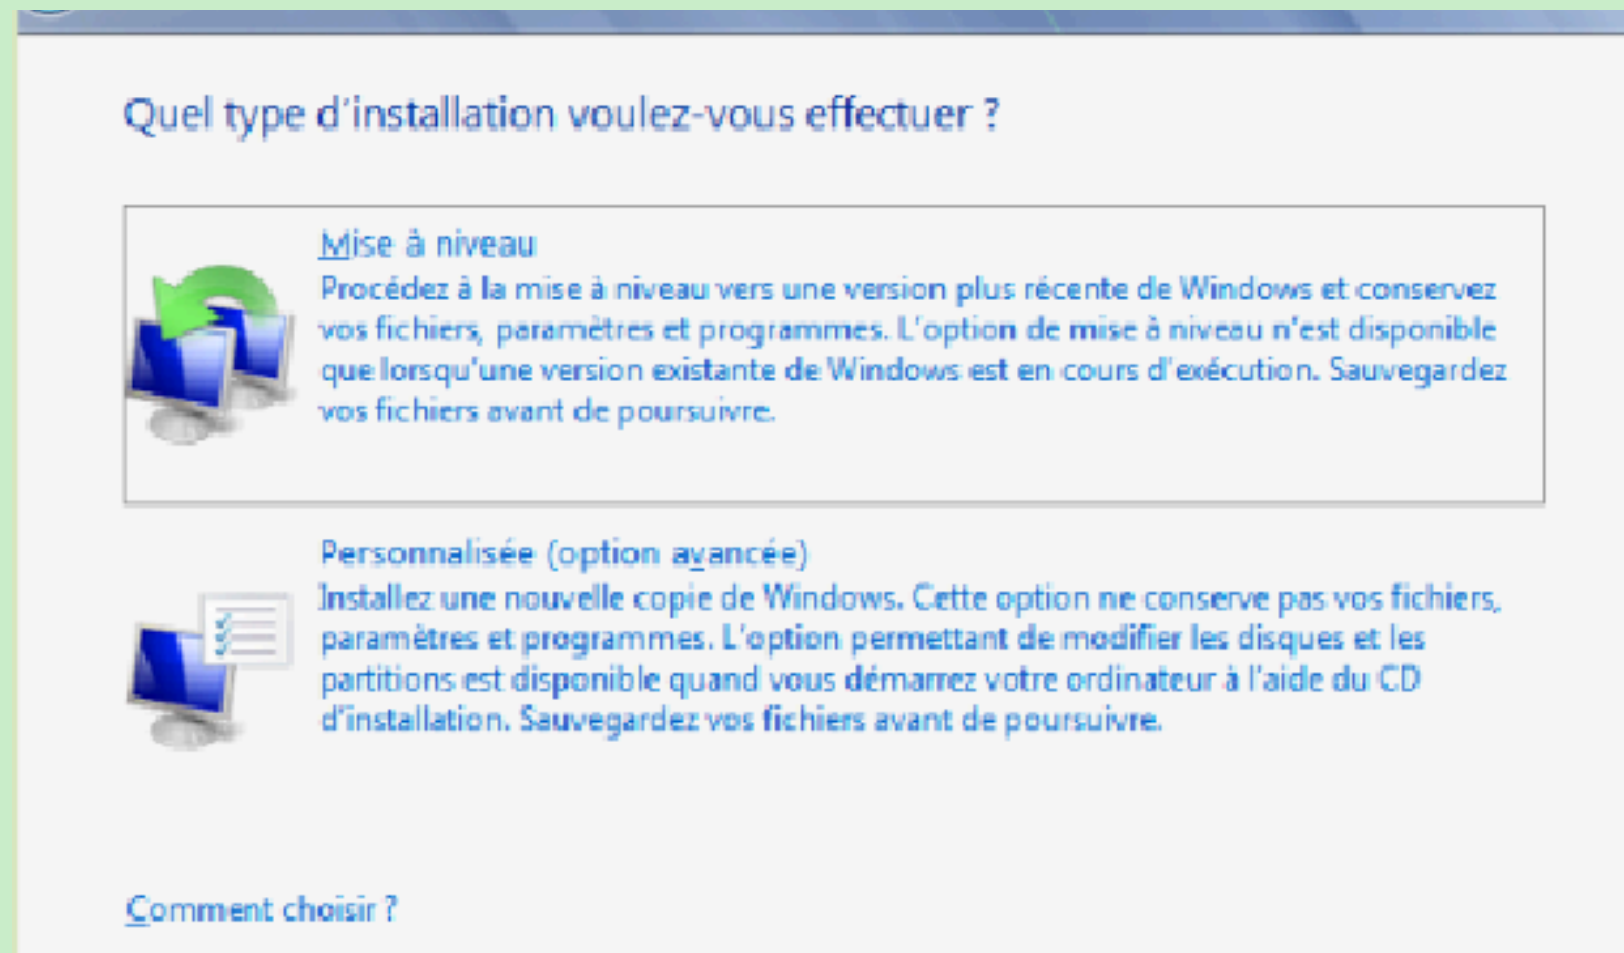 Quel type d'installation voulez-vous effectuer ?
Mise à niveau
Procédez à la mise à niveau vers une version plus récente de Windows et conservez
vos fichiers, paramètres et programmes. L'option de mise à niveau n'est disponible
que lorsqu'une version existante de Windows est en cours d'exécution. Sauvegardez
vos fichiers avant de poursuivre.
Personnalisée (option avancée)
Installez une nouvelle copie de Windows. Cette option ne conserve pas vos fichiers,
paramètres et programmes. L'option permettant de modifier les disques et les
partitions est disponible quand vous démarrez votre ordinateur à l'aide du CD
d'installation. Sauvegardez vos fichiers avant de poursuivre.
Comment choisir ?